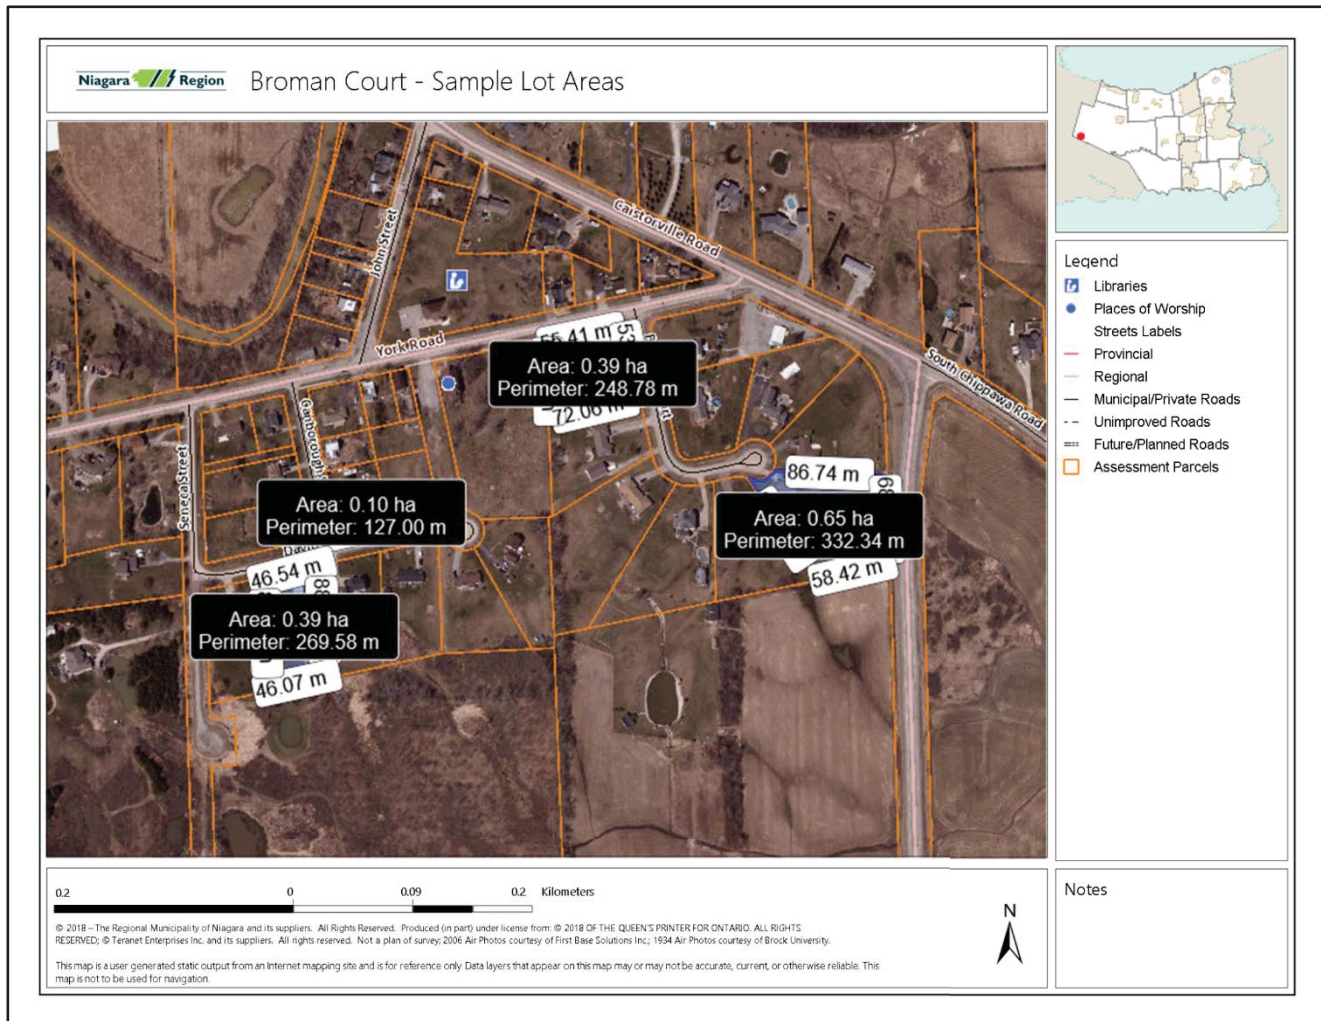 Niagara Region
Broman Court - Sample Lot Areas
John Street
Caistorville Road
York Road
South Chippawa Road
Seneca Street
55.41 m
Area: 0.39 ha
Perimeter: 248.78 m
72.06 m
86.74 m
Area: 0.10 ha
Perimeter: 127.00 m
Area: 0.65 ha
Perimeter: 332.34 m
58.42 m
46.54 m
Area: 0.39 ha
Perimeter: 269.58 m
46.07 m
Legend
Libraries
Places of Worship
Streets Labels
Provincial
Regional
Municipal/Private Roads
Unimproved Roads
Future/Planned Roads
Assessment Parcels
0.2 0 0.09 0.2 Kilometers
© 2018 – The Regional Municipality of Niagara and its suppliers. All Rights Reserved. Produced (in part) under license from: © 2018 OF THE QUEEN'S PRINTER FOR ONTARIO. ALL RIGHTS
RESERVED; © Teranet Enterprises Inc. and its suppliers. All rights reserved. Not a plan of survey; 2006 Air Photos courtesy of First Base Solutions Inc.; 1934 Air Photos courtesy of Brock University.
This map is a user generated static output from an Internet mapping site and is for reference only. Data layers that appear on this map may or may not be accurate, current, or otherwise reliable. This
map is not to be used for navigation.
N
Notes